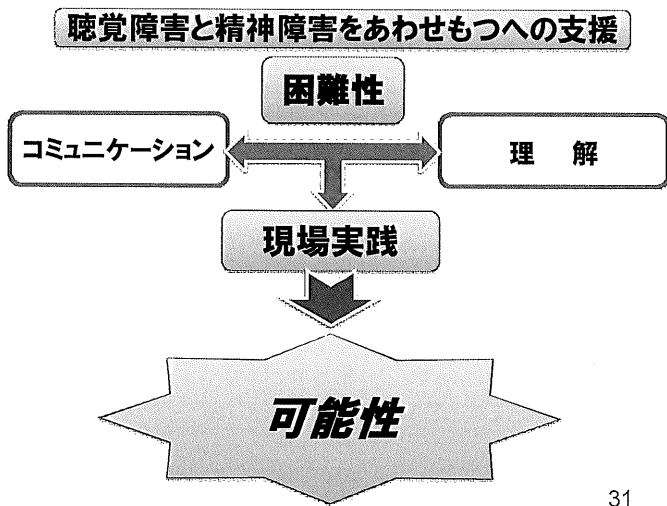 聴覚障害と精神障害をあわせもつへの支援
困難性
コミュニケーション
理 解
現場実践
可能性
31